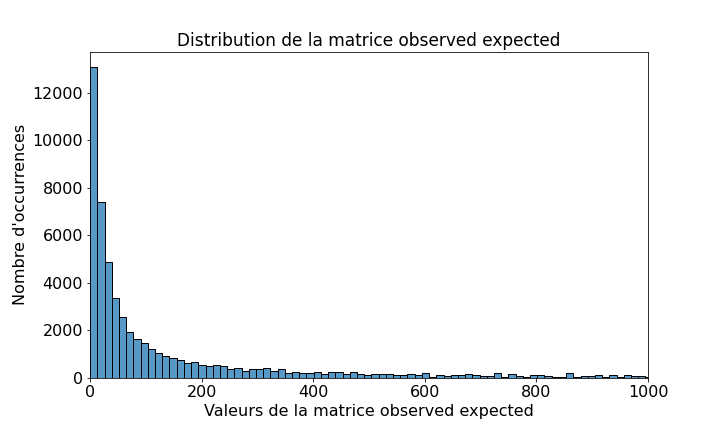 Distribution de la matrice observed expected
Nombre d'occurrences
12000
10000
8000
6000
4000
2000
0
0 200 400 600 800 1000
Valeurs de la matrice observed expected